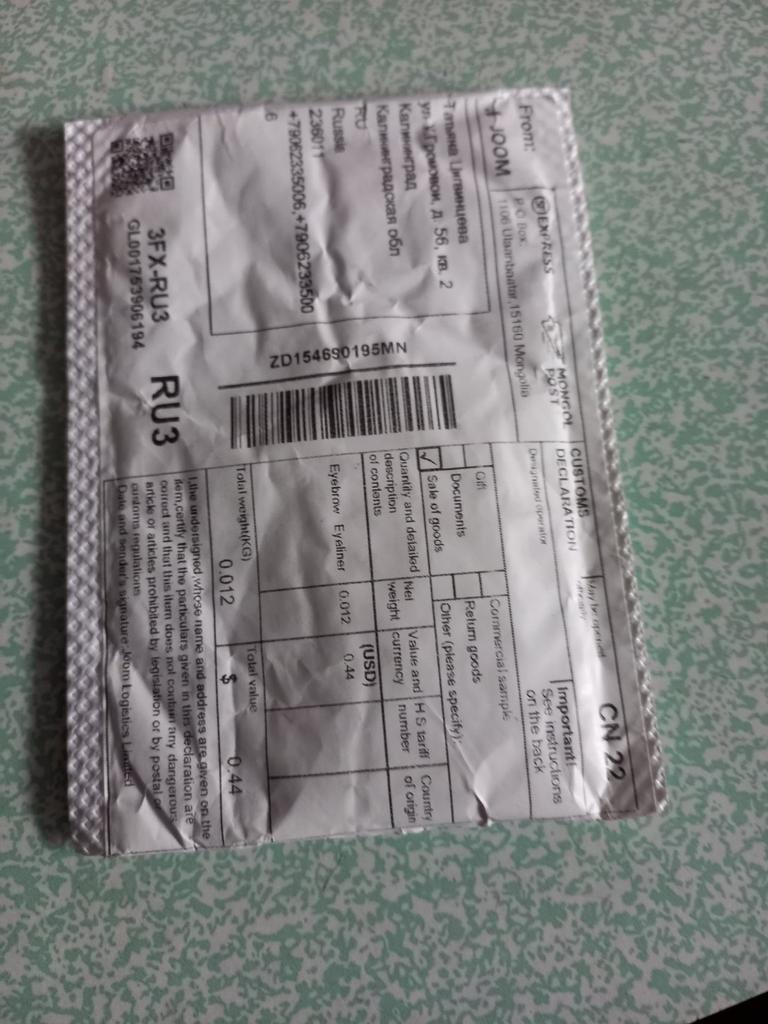 From:
JOOM
EXPRESS
P.O Box.
1106 Ulaanbaatar,15160 Mongolia
MONGOL
POST
Татьяна Цигвинцева
д. 56, кв. 2
Калининград
Калининградская обл
RU
Russia
236011
+79062335006,+7906233500
6
ZD154690195MN
3FX-RU3
GL001753906194
RU3
CUSTOMS
DECLARATION
May be opened
CN 22
Designated operator
Important!
See instructions
on the back
Gift
Commercial sample
Documents
Return goods
✓ Sale of goods
Other (please specify):
Quantity and detailed
description
of contents
Net
weight
Value and
currency
(USD)
H S tariff
number
Country
of origin
Eyebrow Eyeliner
0.012
0.44
Total weight(KG)
0.012
Total value
$ 0.44
I,the undersigned,whose name and address are given on the
item,certify that the particulars given in this declaration are
correct and that this item does not contain any dangerous
article or articles prohibited by legislation or by postal or
customs regulations
Date and sender's signature Joom Logistics Limited